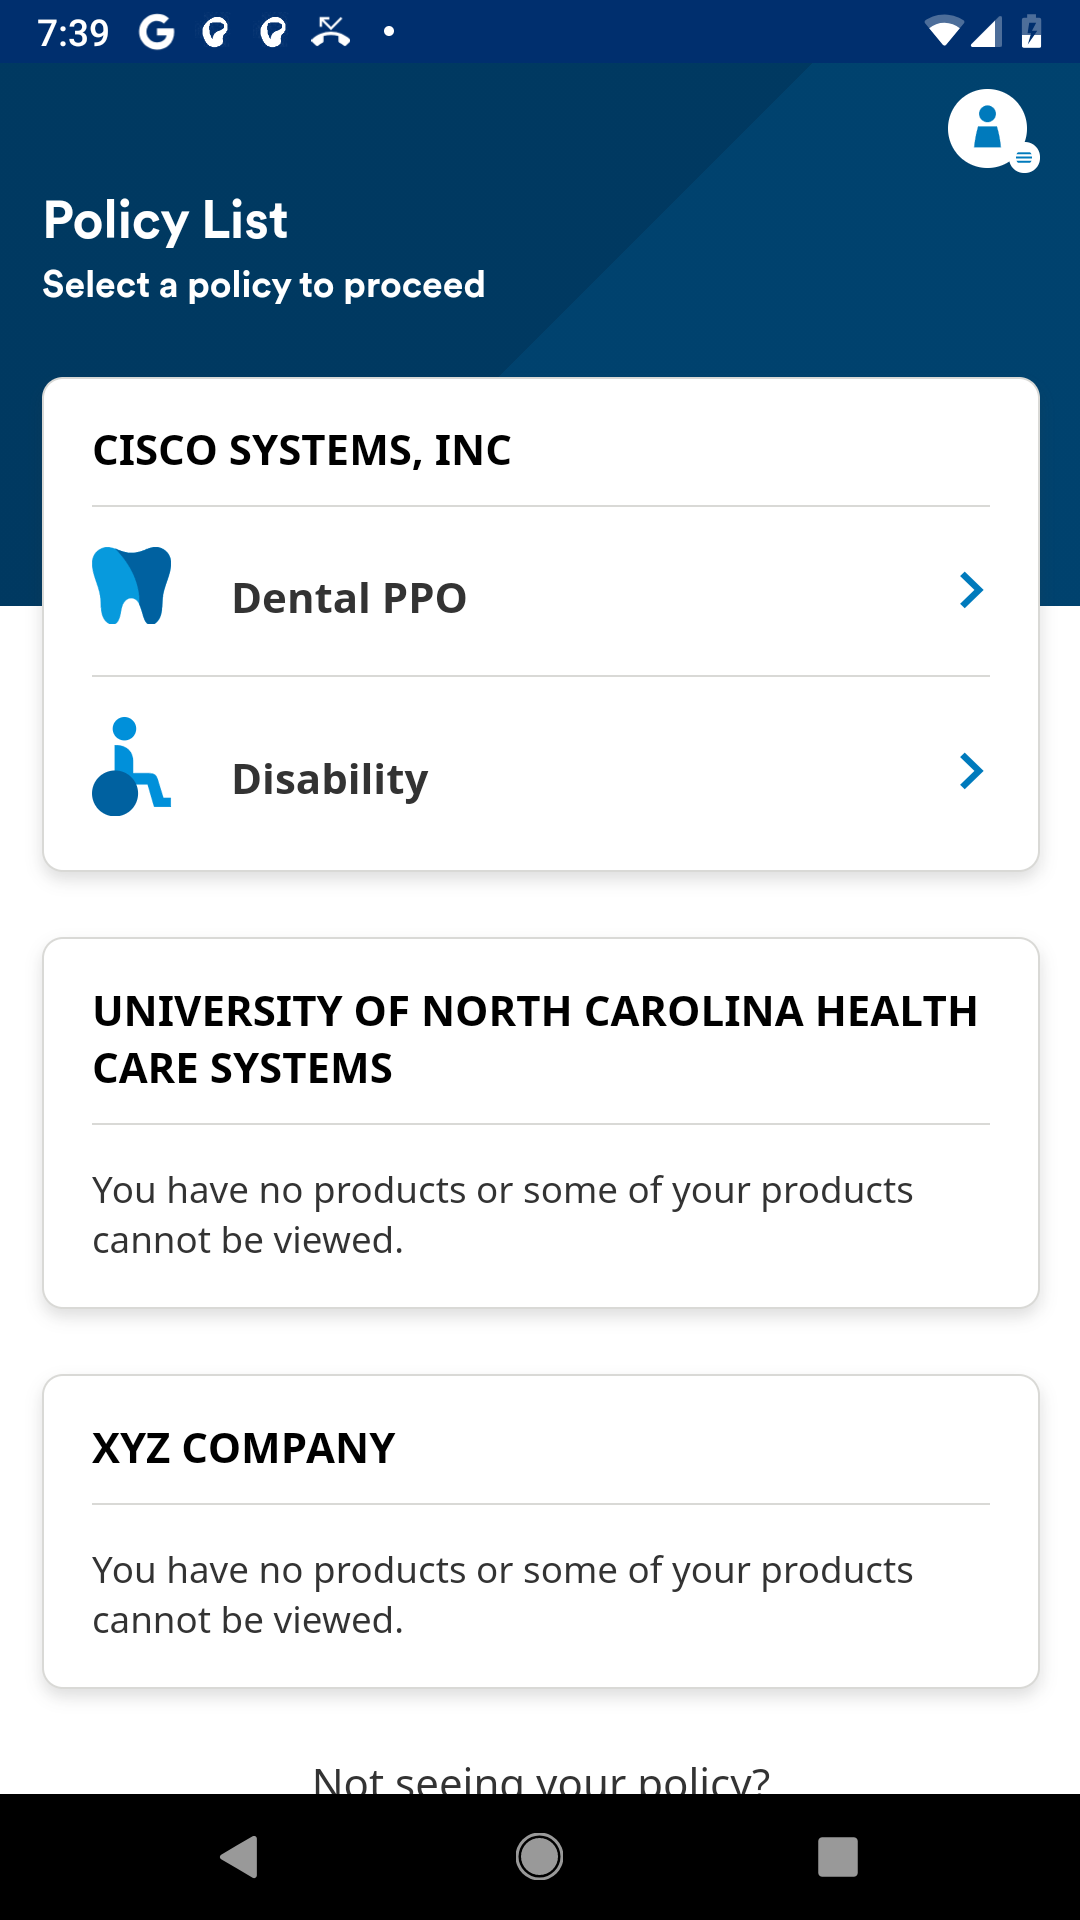 7:39
Policy List
Select a policy to proceed
CISCO SYSTEMS, INC
Dental PPO
Disability
UNIVERSITY OF NORTH CAROLINA HEALTH
CARE SYSTEMS
You have no products or some of your products
cannot be viewed.
XYZ COMPANY
You have no products or some of your products
cannot be viewed.
Not seeing your policy?